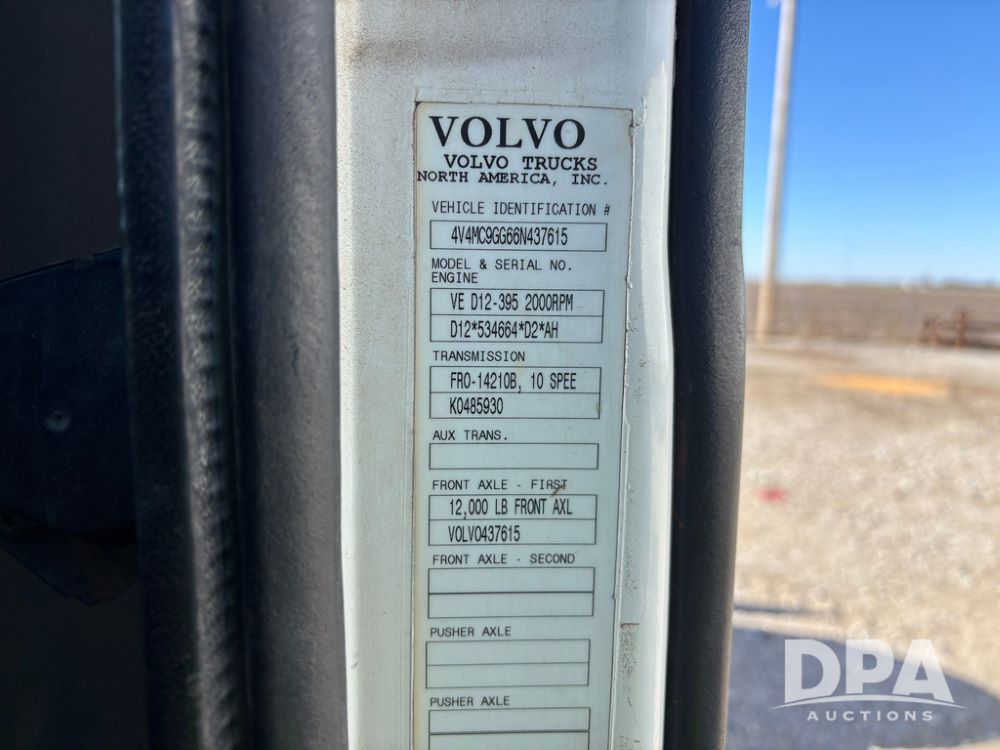 VOLVO
VOLVO TRUCKS
NORTH AMERICA, INC.
VEHICLE IDENTIFICATION #
4V4MC9GG66N437615
MODEL & SERIAL NO.
ENGINE
VE D12-395 2000RPM
D12*534664*D2*AH
TRANSMISSION
FRO-14210B, 10 SPEE
K0485930
AUX TRANS.
FRONT AXLE - FIRST
12,000 LB FRONT AXL
VOLVO437615
FRONT AXLE - SECOND
PUSHER AXLE
PUSHER AXLE
DPA
AUCTIONS